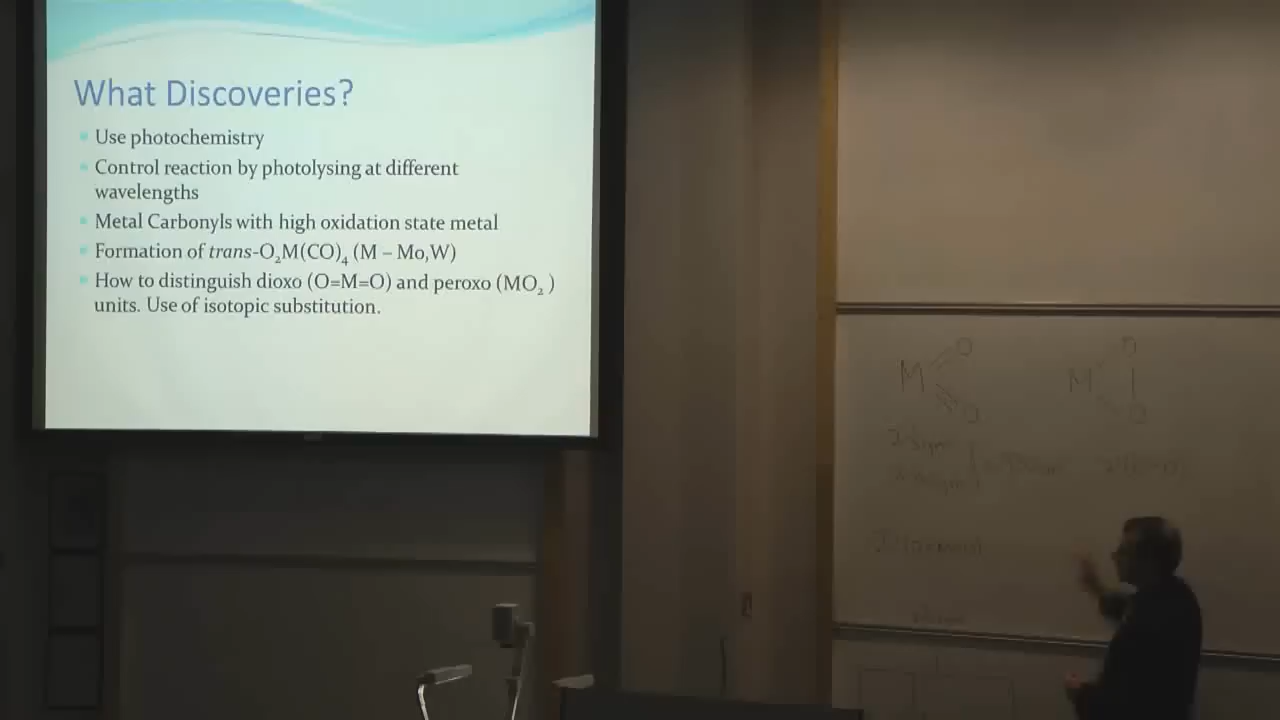 What Discoveries?
Use photochemistry
Control reaction by photolysing at different
wavelengths
Metal Carbonyls with high oxidation state metal
Formation of trans-O₂M(CO)₄ (M – Mo,W)
How to distinguish dioxo (O=M=O) and peroxo (MO₂ )
units. Use of isotopic substitution.
O O
M M
O O